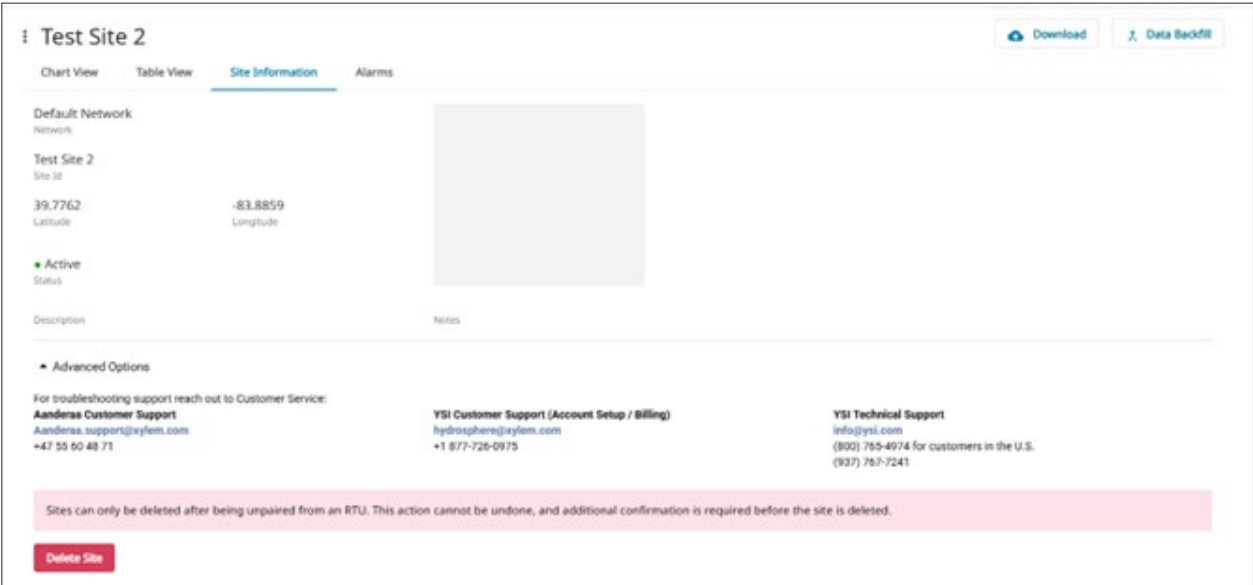 Test Site 2
Download
Data Backfill
Chart View
Table View
Site Information
Alarms
Default Network
Network
Test Site 2
Site Id
39.7762
-83.8859
Latitude
Longitude
Active
Status
Description
Notes
Advanced Options
For troubleshooting support reach out to Customer Service:
Aanderaa Customer Support
Aanderaa.support@xylem.com
+47 55 60 48 71
YSI Customer Support (Account Setup / Billing)
hydrosphere@xylem.com
+1 877-726-0975
YSI Technical Support
info@ysi.com
(800) 765-4974 for customers in the U.S.
(937) 767-7241
Sites can only be deleted after being unpaired from an RTU. This action cannot be undone, and additional confirmation is required before the site is deleted.
Delete Site